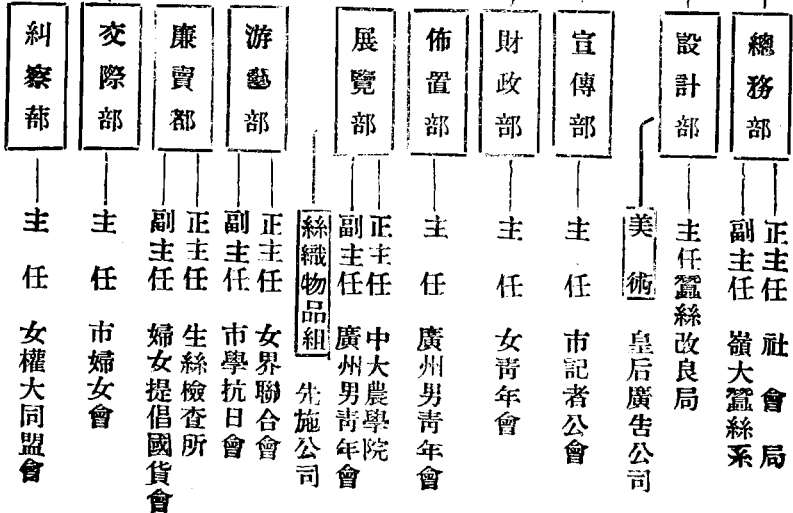 總務部
正主任 社會局
副主任 嶺大蠶絲系
設計部
主任蠶絲改良局
美術 皇后廣告公司
宣傳部
主任 市記者公會
財政部
主任 女靑年會
佈置部
主任 廣州男靑年會
展覽部
正主任 中大農學院
副主任 廣州男靑年會
絲織物品組 先施公司
游藝部
正主任 女界聯合會
副主任 市學抗日會
廉賣部
正主任 生絲檢查所
副主任 婦女提倡國貨會
交際部
主任 市婦女會
糾察部
主任 女權大同盟會